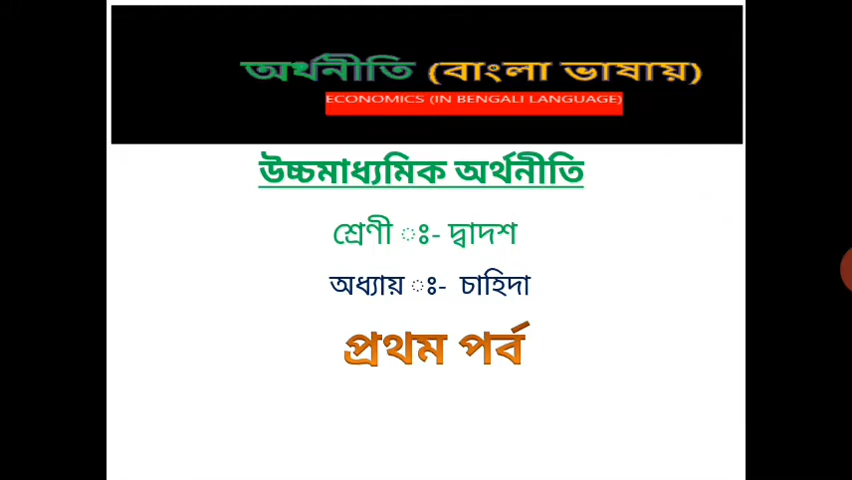 অর্থনীতি (বাংলা ভাষায়)
ECONOMICS (IN BENGALI LANGUAGE)
উচ্চমাধ্যমিক অর্থনীতি
শ্রেণী ঃ- দ্বাদশ
অধ্যায় ঃ- চাহিদা
প্রথম পর্ব